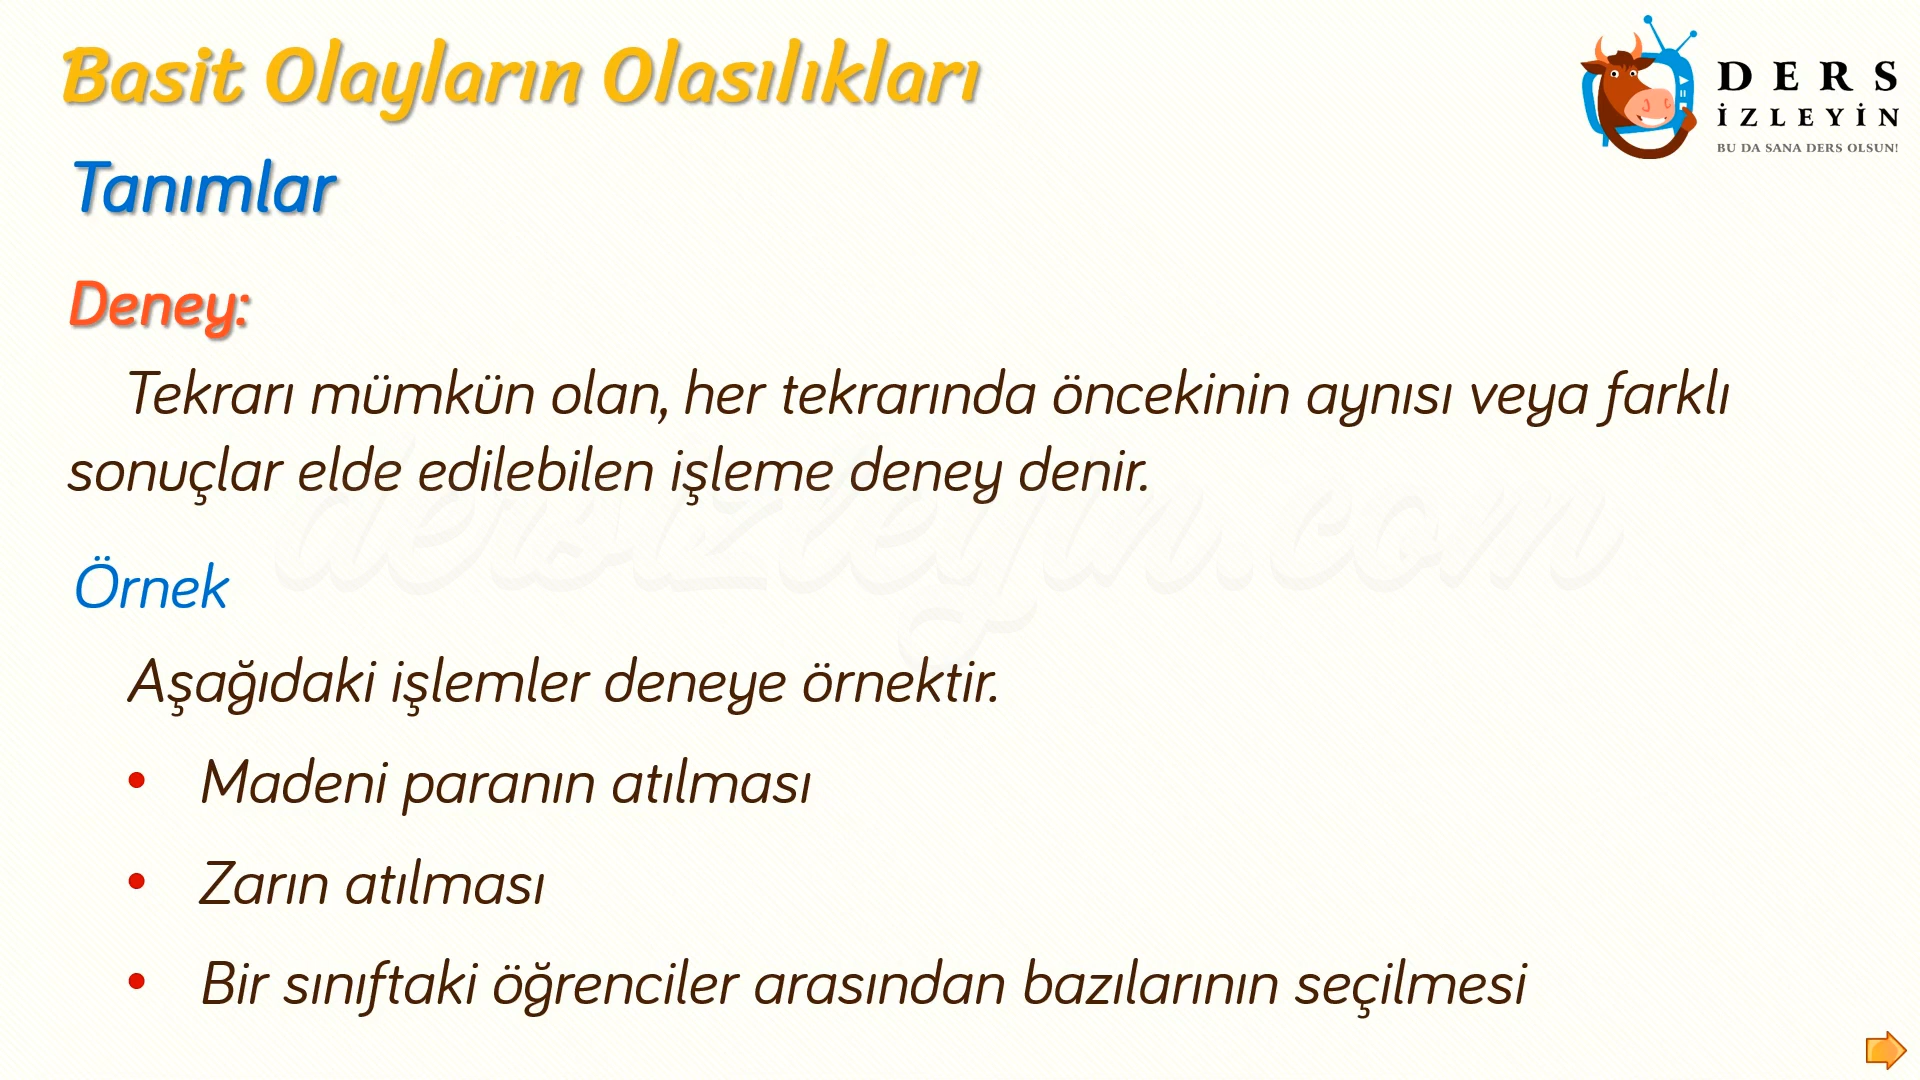 Basit Olayların Olasılıkları
DERS
İZLEYİN
BU DA SANA DERS OLSUN!
Tanımlar
Deney:
Tekrarı mümkün olan, her tekrarında öncekinin aynısı veya farklı
sonuçlar elde edilebilen işleme deney denir.
dersizleyin.com
Örnek
Aşağıdaki işlemler deneye örnektir.
• Madeni paranın atılması
• Zarın atılması
• Bir sınıftaki öğrenciler arasından bazılarının seçilmesi